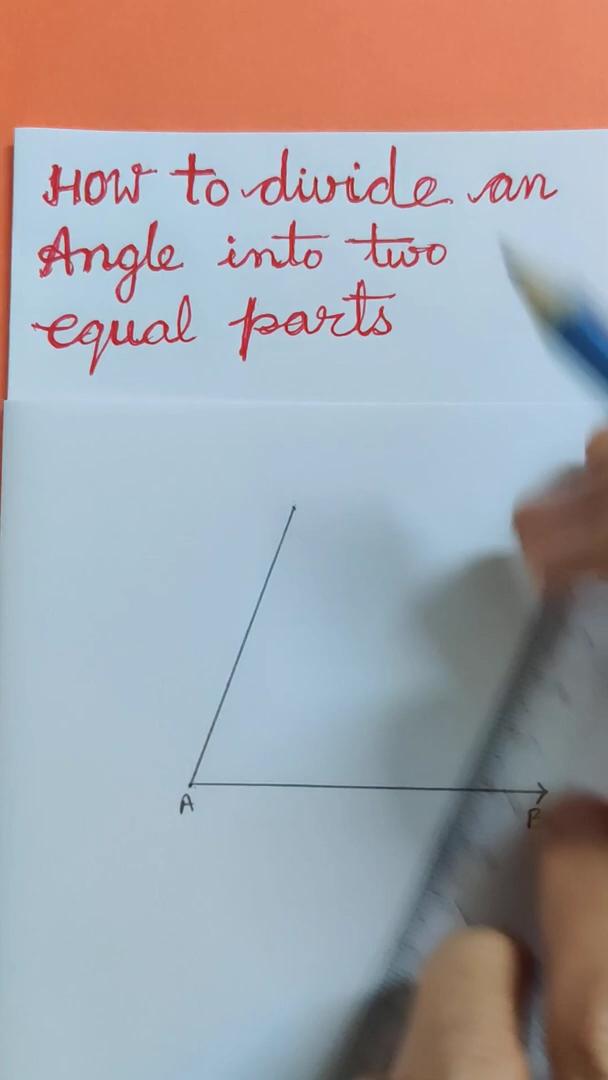 How to divide an
Angle into two
equal parts
A
B